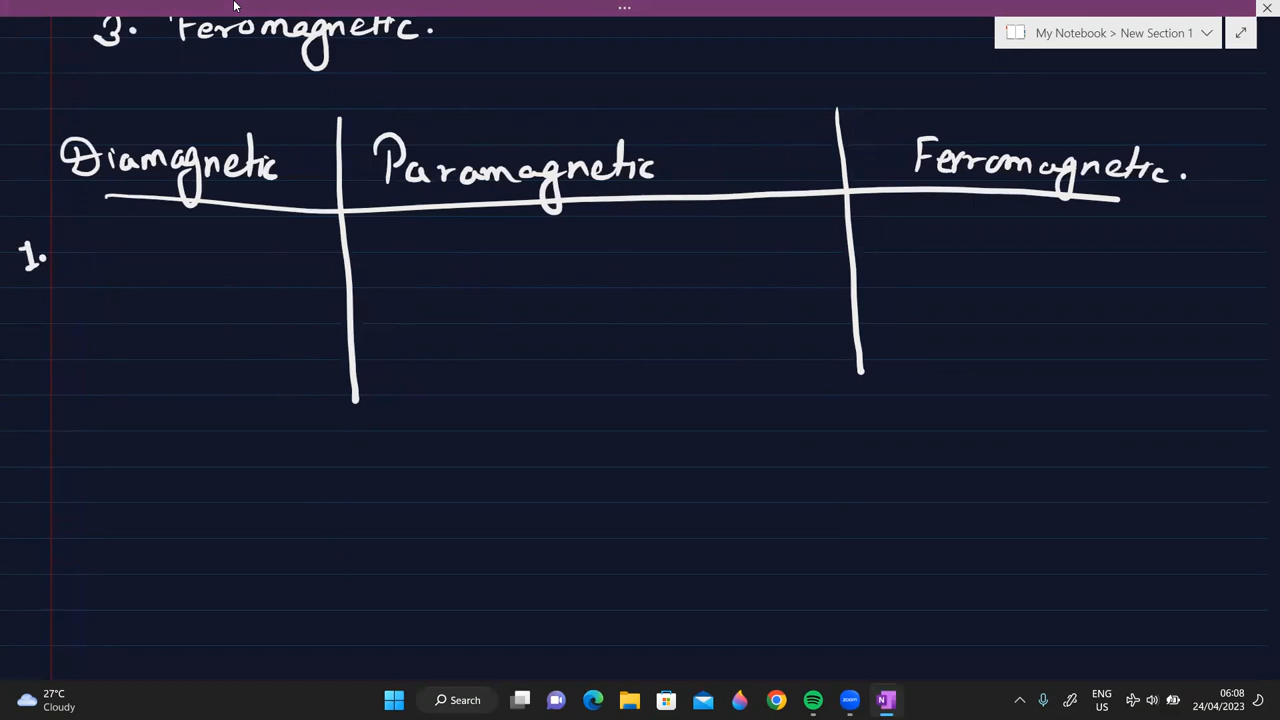 3. Feromagnetic.
My Notebook > New Section 1
Diamagnetic Paramagnetic Ferromagnetic.
1.
27°C
Cloudy
Search
zoom
ENG
US
06:08
24/04/2023